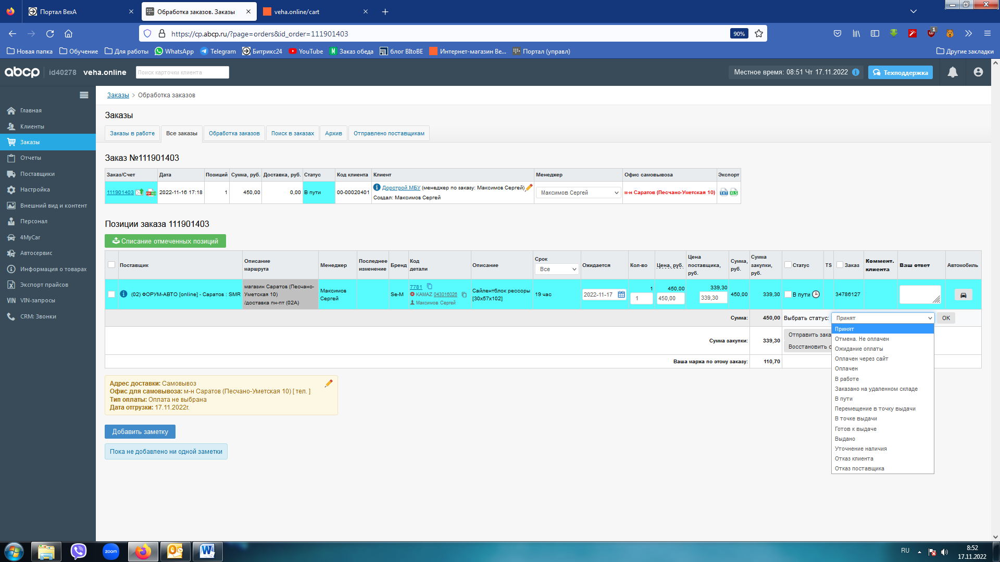 Портал ВехА
Обработка заказов. Заказы
veha.online/cart
https://cp.abcp.ru/?page=orders&id_order=111901403
90%
1
Новая папка
Обучение
Для работы
WhatsApp
Telegram
Битрикс24
YouTube
Заказ обеда
блог BItoBE
Интернет-магазин Ве...
Портал (управл)
Другие закладки
abcp
id40278
veha.online
Поиск карточки клиента
Местное время: 08:51 Чт 17.11.2022
Техподдержка
Главная
Клиенты
Заказы
Отчеты
Поставщики
Настройка
Внешний вид и контент
Персонал
4MyCar
Автосервис
Информация о товарах
Экспорт прайсов
VIN VIN-запросы
CRM: Звонки
Заказы > Обработка заказов
Заказы
Заказы в работе
Все заказы
Обработка заказов
Поиск в заказах
Архив
Отправлено поставщикам
Заказ №111901403
Заказ/Счет Дата Позиций Сумма, руб. Доставка, руб. Статус Код клиента Клиент Менеджер Офис самовывоза Экспорт
111901403 2022-11-16 17:18 1 450,00 0,00 В пути 00-00020401
Дорстрой МБУ (менеджер по заказу: Максимов Сергей)
Создал: Максимов Сергей
Максимов Сергей
м-н Саратов (Песчано-Уметская 10)
TXT XLS
Позиции заказа 111901403
Списание отмеченных позиций
Поставщик
Описание
маршрута
Менеджер
Последнее
изменение
Бренд
Код
детали
Описание
Срок
Все
Ожидается
Кол-во
Цена, руб.
Цена
поставщика,
руб.
Сумма,
руб.
Сумма
закупки,
руб.
Статус
TS
Заказ
Коммент.
клиента
Ваш ответ
Автомобиль
(02) ФОРУМ-АВТО [online] - Саратов : SMR
магазин Саратов (Песчано-
Уметская 10)
/доставка пн-пт (02А)
Максимов
Сергей
Se-M
7781
KAMAZ 043016026
Максимов Сергей
Сайлентблок рессоры
[30x57x102]
19 час
2022-11-17
1
1
450,00
450,00
339,30
339,30
450,00
339,30
В пути
34786127
Сумма: 450,00
Выбрать статус: Принят
OK
Сумма закупки: 339,30
Отправить зака
Восстановить с
Ваша маржа по этому заказу: 110,70
Принят
Отмена. Не оплачен
Ожидание оплаты
Оплачен через сайт
Оплачен
В работе
Заказано на удаленном складе
В пути
Перемещение в точку выдачи
В точке выдачи
Готов к выдаче
Выдано
Уточнение наличия
Отказ клиента
Отказ поставщика
Адрес доставки: Самовывоз
Офис для самовывоза: м-н Саратов (Песчано-Уметская 10) [ тел. ]
Тип оплаты: Оплата не выбрана
Дата отгрузки: 17.11.2022г.
Добавить заметку
Пока не добавлено ни одной заметки
zoom
RU
8:52
17.11.2022